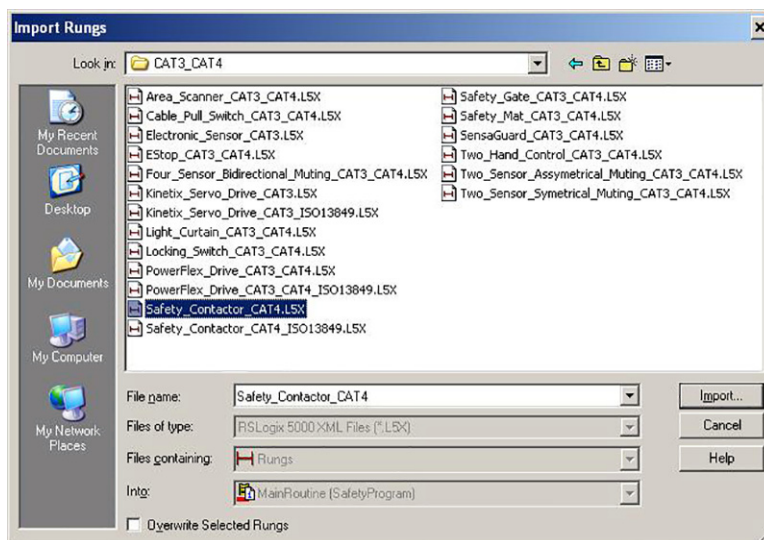 Import Rungs
Look in:
CAT3_CAT4
My Recent
Documents
Desktop
My Documents
My Computer
My Network
Places
Area_Scanner_CAT3_CAT4.L5X
Cable_Pull_Switch_CAT3_CAT4.L5X
Electronic_Sensor_CAT3.L5X
EStop_CAT3_CAT4.L5X
Four_Sensor_Bidirectional_Muting_CAT3_CAT4.L5X
Kinetix_Servo_Drive_CAT3.L5X
Kinetix_Servo_Drive_CAT3_ISO13849.L5X
Light_Curtain_CAT3_CAT4.L5X
Locking_Switch_CAT3_CAT4.L5X
PowerFlex_Drive_CAT3_CAT4.L5X
PowerFlex_Drive_CAT3_CAT4_ISO13849.L5X
Safety_Contactor_CAT4.L5X
Safety_Contactor_CAT4_ISO13849.L5X
Safety_Gate_CAT3_CAT4.L5X
Safety_Mat_CAT3_CAT4.L5X
SensaGuard_CAT3_CAT4.L5X
Two_Hand_Control_CAT3_CAT4.L5X
Two_Sensor_Assymetrical_Muting_CAT3_CAT4.L5X
Two_Sensor_Symetrical_Muting_CAT3_CAT4.L5X
File name:
Safety_Contactor_CAT4
Import...
Files of type:
RSLogix 5000 XML Files (*.L5X)
Cancel
Files containing:
Rungs
Help
Into:
MainRoutine (SafetyProgram)
Overwrite Selected Rungs